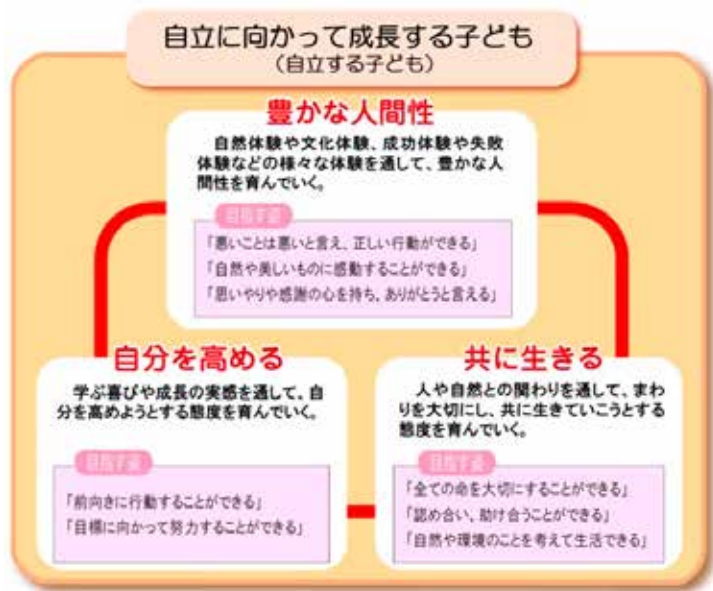 自立に向かって成長する子ども
（自立する子ども）
豊かな人間性
自然体験や文化体験、成功体験や失敗
体験などの様々な体験を通して、豊かな人
間性を育んでいく。
目指す姿
「悪いことは悪いと言え、正しい行動ができる」
「自然や美しいものに感動することができる」
「思いやりや感謝の心を持ち、ありがとうと言える」
自分を高める
学ぶ喜びや成長の実感を通して、自
分を高めようとする態度を育んでいく。
目指す姿
「前向きに行動することができる」
「目標に向かって努力することができる」
共に生きる
人や自然との関わりを通して、まわ
りを大切にし、共に生きていこうとする
態度を育んでいく。
目指す姿
「全ての命を大切にすることができる」
「認め合い、助け合うことができる」
「自然や環境のことを考えて生活できる」